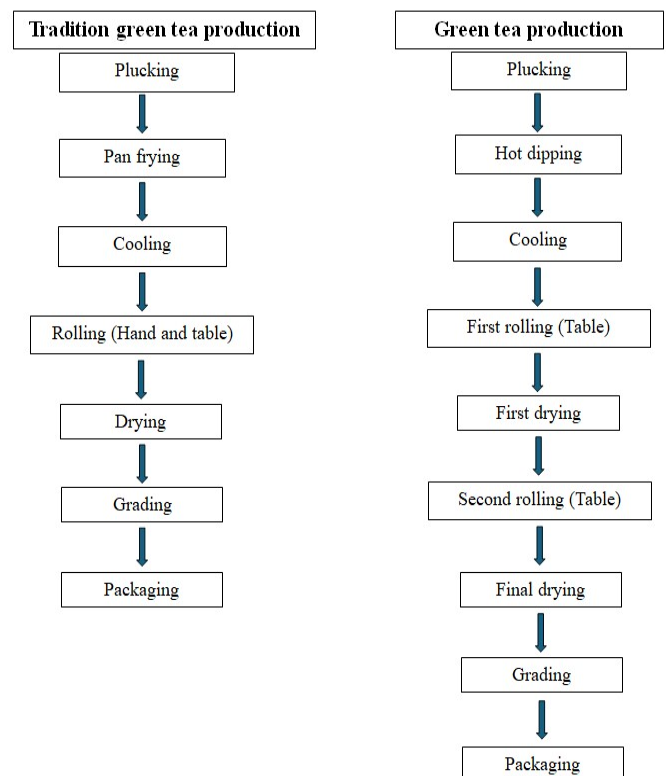 Tradition green tea production
Plucking
Pan frying
Cooling
Rolling (Hand and table)
Drying
Grading
Packaging
Green tea production
Plucking
Hot dipping
Cooling
First rolling (Table)
First drying
Second rolling (Table)
Final drying
Grading
Packaging